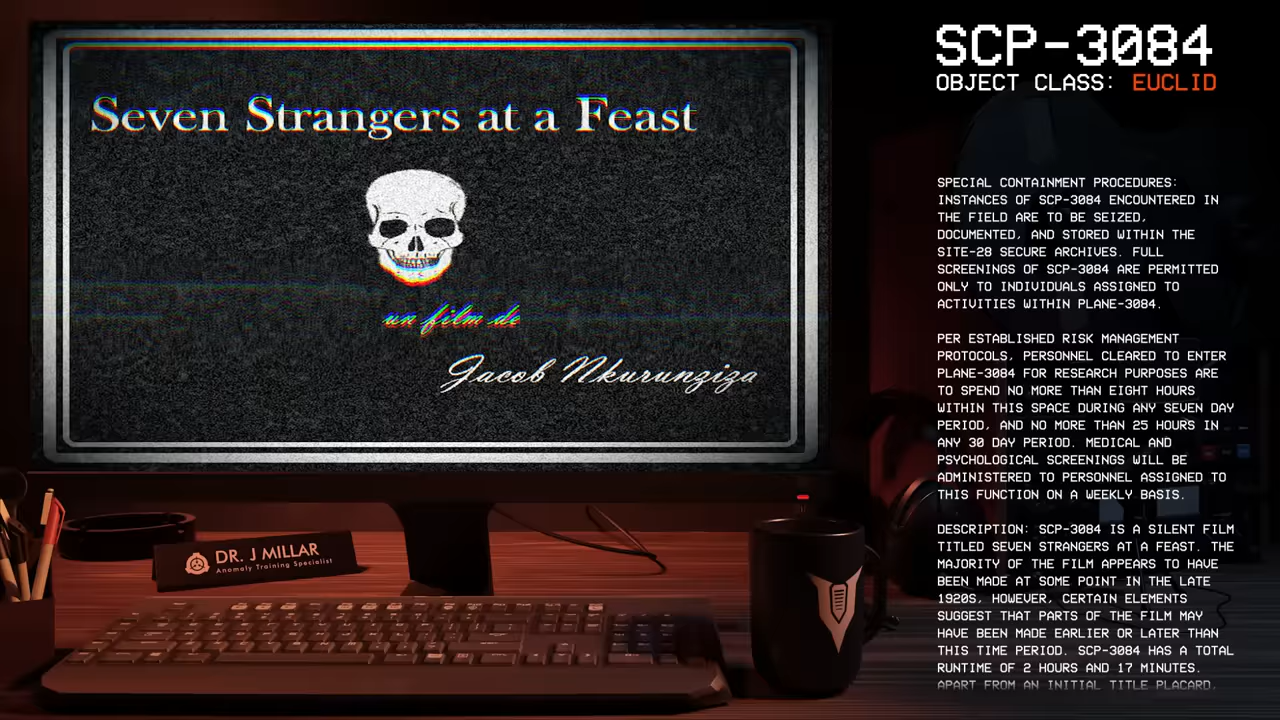 Seven Strangers at a Feast
un film de
Jacob Nkurunziza
DR. J MILLAR
Anomaly Training Specialist
SCP-3084
OBJECT CLASS: EUCLID
SPECIAL CONTAINMENT PROCEDURES:
INSTANCES OF SCP-3084 ENCOUNTERED IN
THE FIELD ARE TO BE SEIZED,
DOCUMENTED, AND STORED WITHIN THE
SITE-28 SECURE ARCHIVES. FULL
SCREENINGS OF SCP-3084 ARE PERMITTED
ONLY TO INDIVIDUALS ASSIGNED TO
ACTIVITIES WITHIN PLANE-3084.
PER ESTABLISHED RISK MANAGEMENT
PROTOCOLS, PERSONNEL CLEARED TO ENTER
PLANE-3084 FOR RESEARCH PURPOSES ARE
TO SPEND NO MORE THAN EIGHT HOURS
WITHIN THIS SPACE DURING ANY SEVEN DAY
PERIOD, AND NO MORE THAN 25 HOURS IN
ANY 30 DAY PERIOD. MEDICAL AND
PSYCHOLOGICAL SCREENINGS WILL BE
ADMINISTERED TO PERSONNEL ASSIGNED TO
THIS FUNCTION ON A WEEKLY BASIS.
DESCRIPTION: SCP-3084 IS A SILENT FILM
TITLED SEVEN STRANGERS AT A FEAST. THE
MAJORITY OF THE FILM APPEARS TO HAVE
BEEN MADE AT SOME POINT IN THE LATE
1920S, HOWEVER, CERTAIN ELEMENTS
SUGGEST THAT PARTS OF THE FILM MAY
HAVE BEEN MADE EARLIER OR LATER THAN
THIS TIME PERIOD. SCP-3084 HAS A TOTAL
RUNTIME OF 2 HOURS AND 17 MINUTES.
APART FROM AN INITIAL TITLE PLACARD,